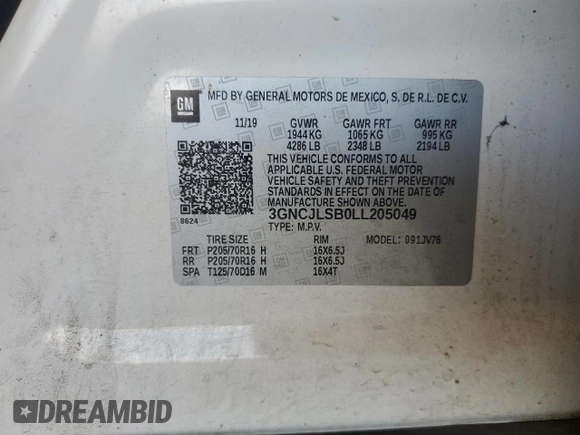 GM
MFD BY GENERAL MOTORS DE MEXICO, S. DE R.L. DE C.V.
11/19 GVWR GAWR FRT GAWR RR
1944 KG 1065 KG 995 KG
4286 LB 2348 LB 2194 LB
THIS VEHICLE CONFORMS TO ALL
APPLICABLE U.S. FEDERAL MOTOR
VEHICLE SAFETY AND THEFT PREVENTION
STANDARDS IN EFFECT ON THE DATE OF
MANUFACTURE SHOWN ABOVE.
3GNCJLSB0LL205049
8624 TYPE: M.P.V.
TIRE SIZE RIM MODEL: 091JV76
FRT P205/70R16 H 16X6.5J
RR P205/70R16 H 16X6.5J
SPA T125/70D16 M 16X4T
DREAMBID